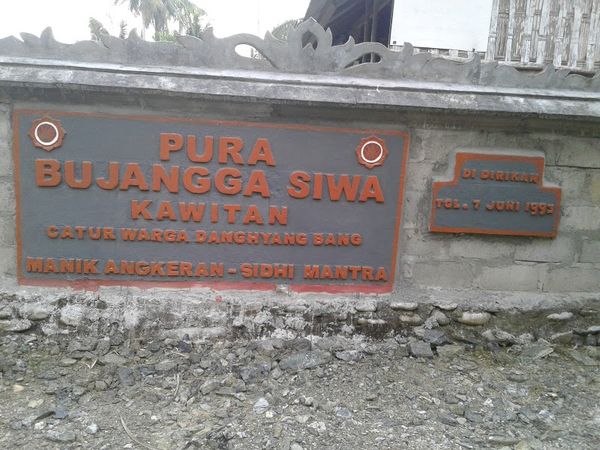 PURA
BUJANGGA SIWA
KAWITAN
CATUR WARGA DANGHYANG BANG
MANIK ANGKERAN - SIDHI MANTRA
DI DIRIKAN
TGL. 7 JUNI 1995